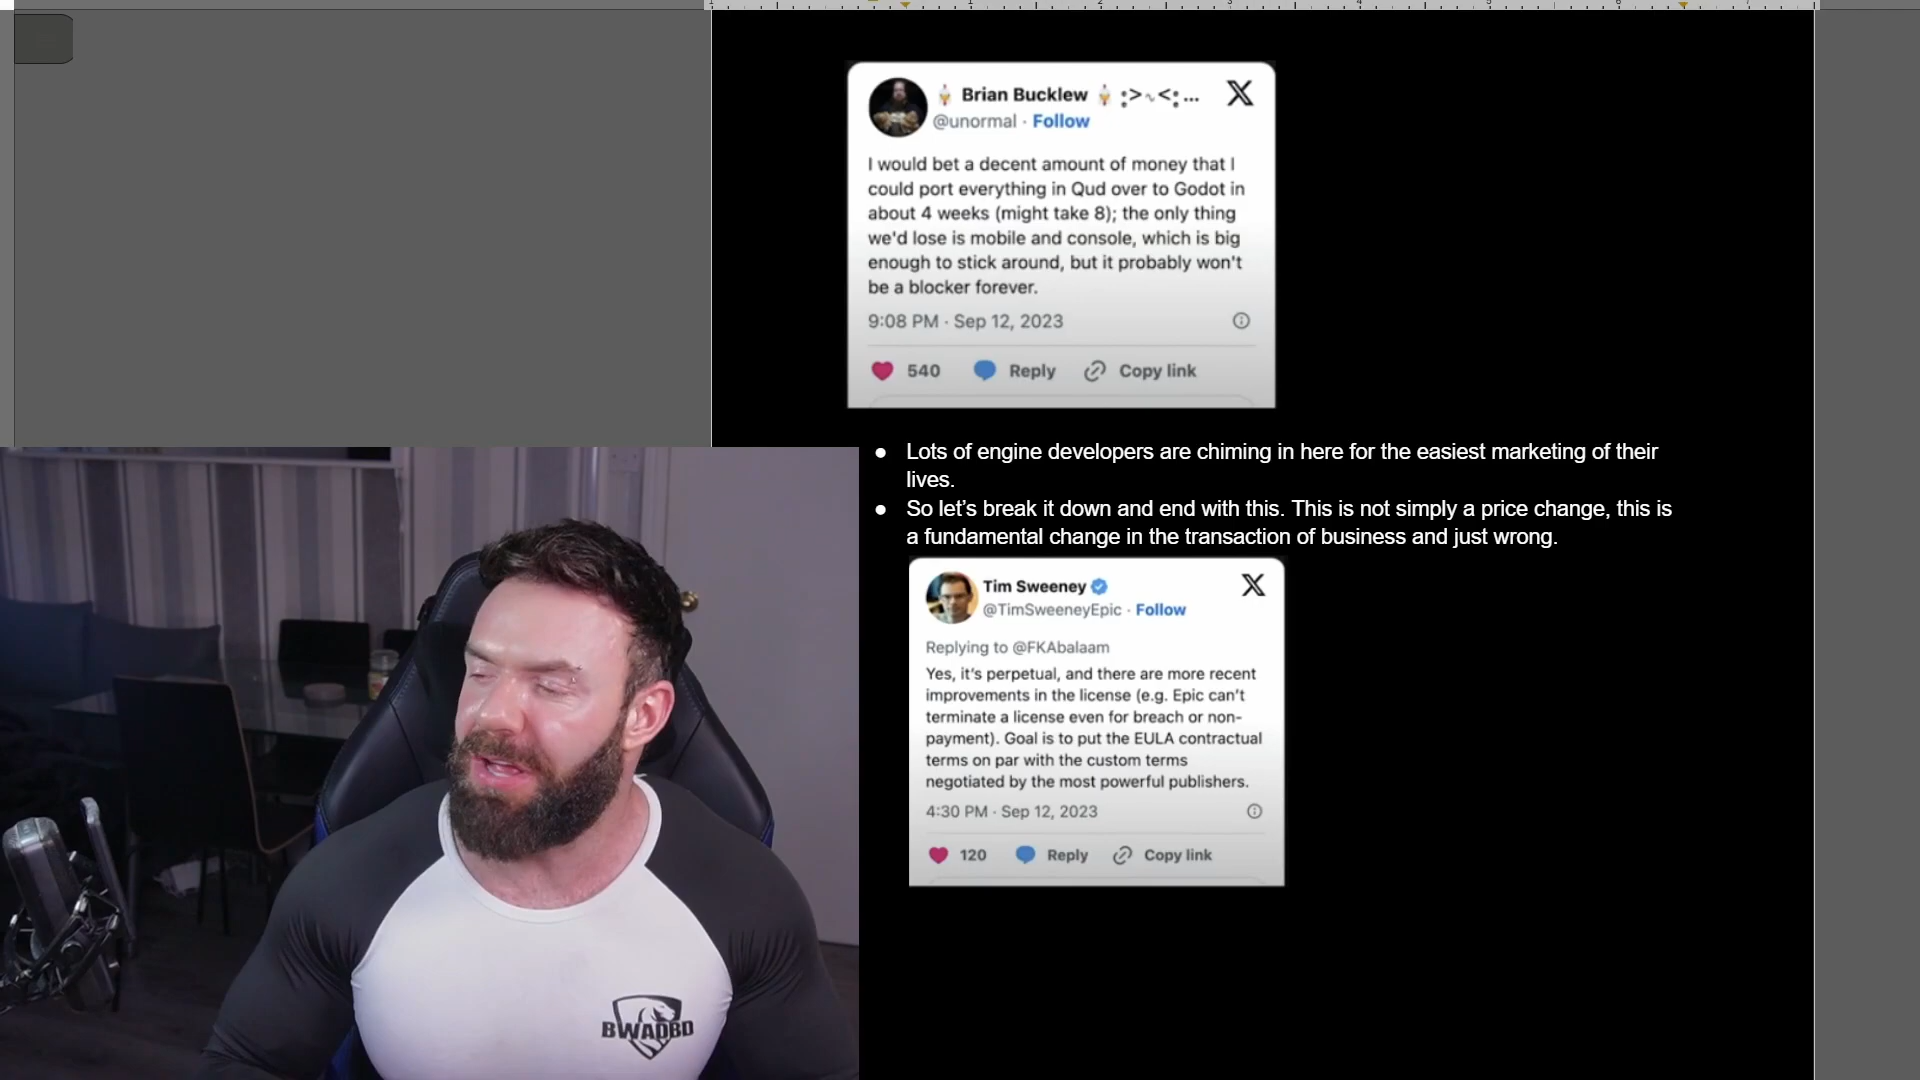 Brian Bucklew :>~<: ...
@unormal · Follow
I would bet a decent amount of money that I
could port everything in Qud over to Godot in
about 4 weeks (might take 8); the only thing
we'd lose is mobile and console, which is big
enough to stick around, but it probably won't
be a blocker forever.
9:08 PM · Sep 12, 2023
540 Reply Copy link
● Lots of engine developers are chiming in here for the easiest marketing of their
lives.
● So let's break it down and end with this. This is not simply a price change, this is
a fundamental change in the transaction of business and just wrong.
Tim Sweeney
@TimSweeneyEpic · Follow
Replying to @FKAbalaam
Yes, it's perpetual, and there are more recent
improvements in the license (e.g. Epic can't
terminate a license even for breach or non-
payment). Goal is to put the EULA contractual
terms on par with the custom terms
negotiated by the most powerful publishers.
4:30 PM · Sep 12, 2023
120 Reply Copy link
BWADBD